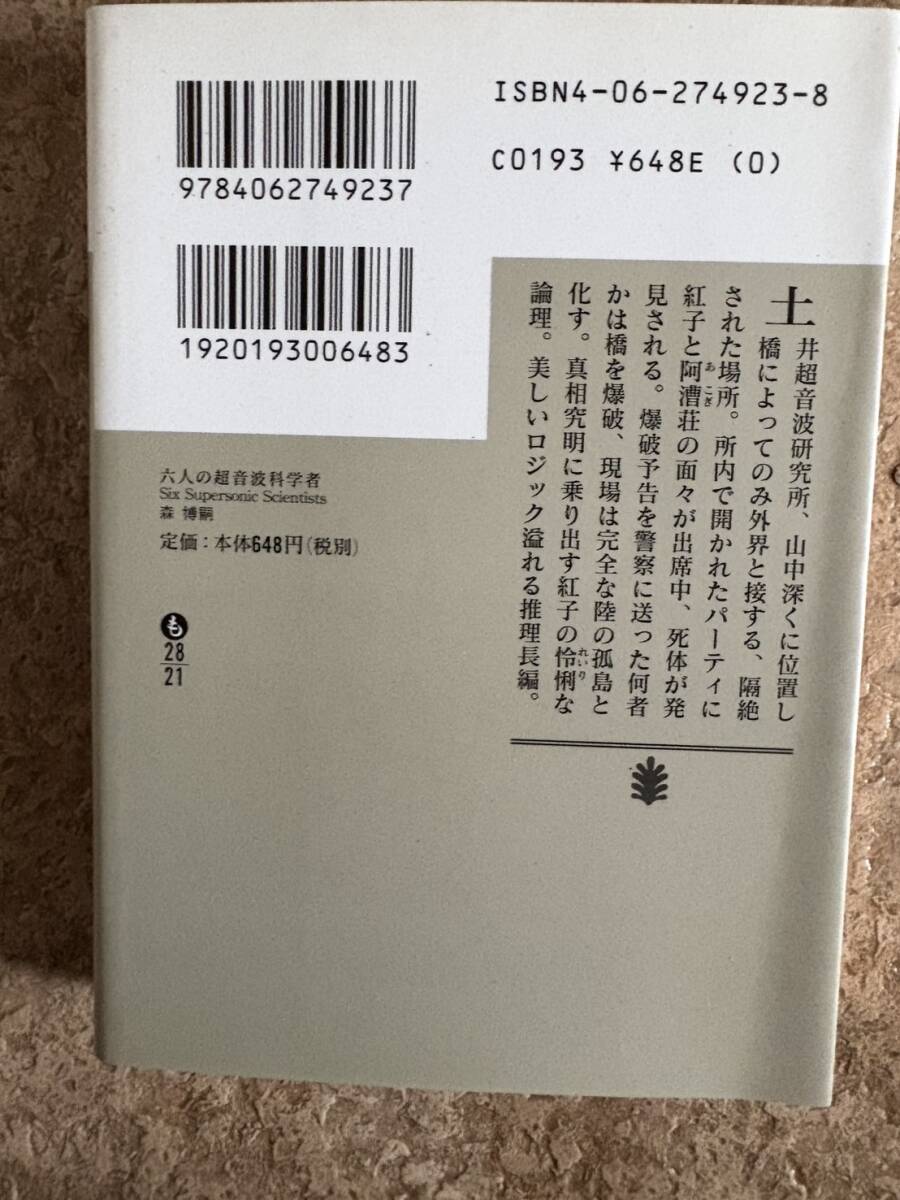 ISBN4-06-274923-8
C0193 ¥648E (0)
9784062749237
1920193006483
土井超音波研究所、山中深くに位置し
橋によってのみ外界と接する、隔絶
された場所。所内で開かれたパーティに
紅子と阿漕荘の面々が出席中、死体が発
あこぎ
見される。爆破予告を警察に送った何者
かは橋を爆破、現場は完全な陸の孤島と
化す。真相究明に乗り出す紅子の怜悧な
れいり
論理。美しいロジック溢れる推理長編。
六人の超音波科学者
Six Supersonic Scientists
森 博嗣
定価：本体648円（税別）
も
28
21